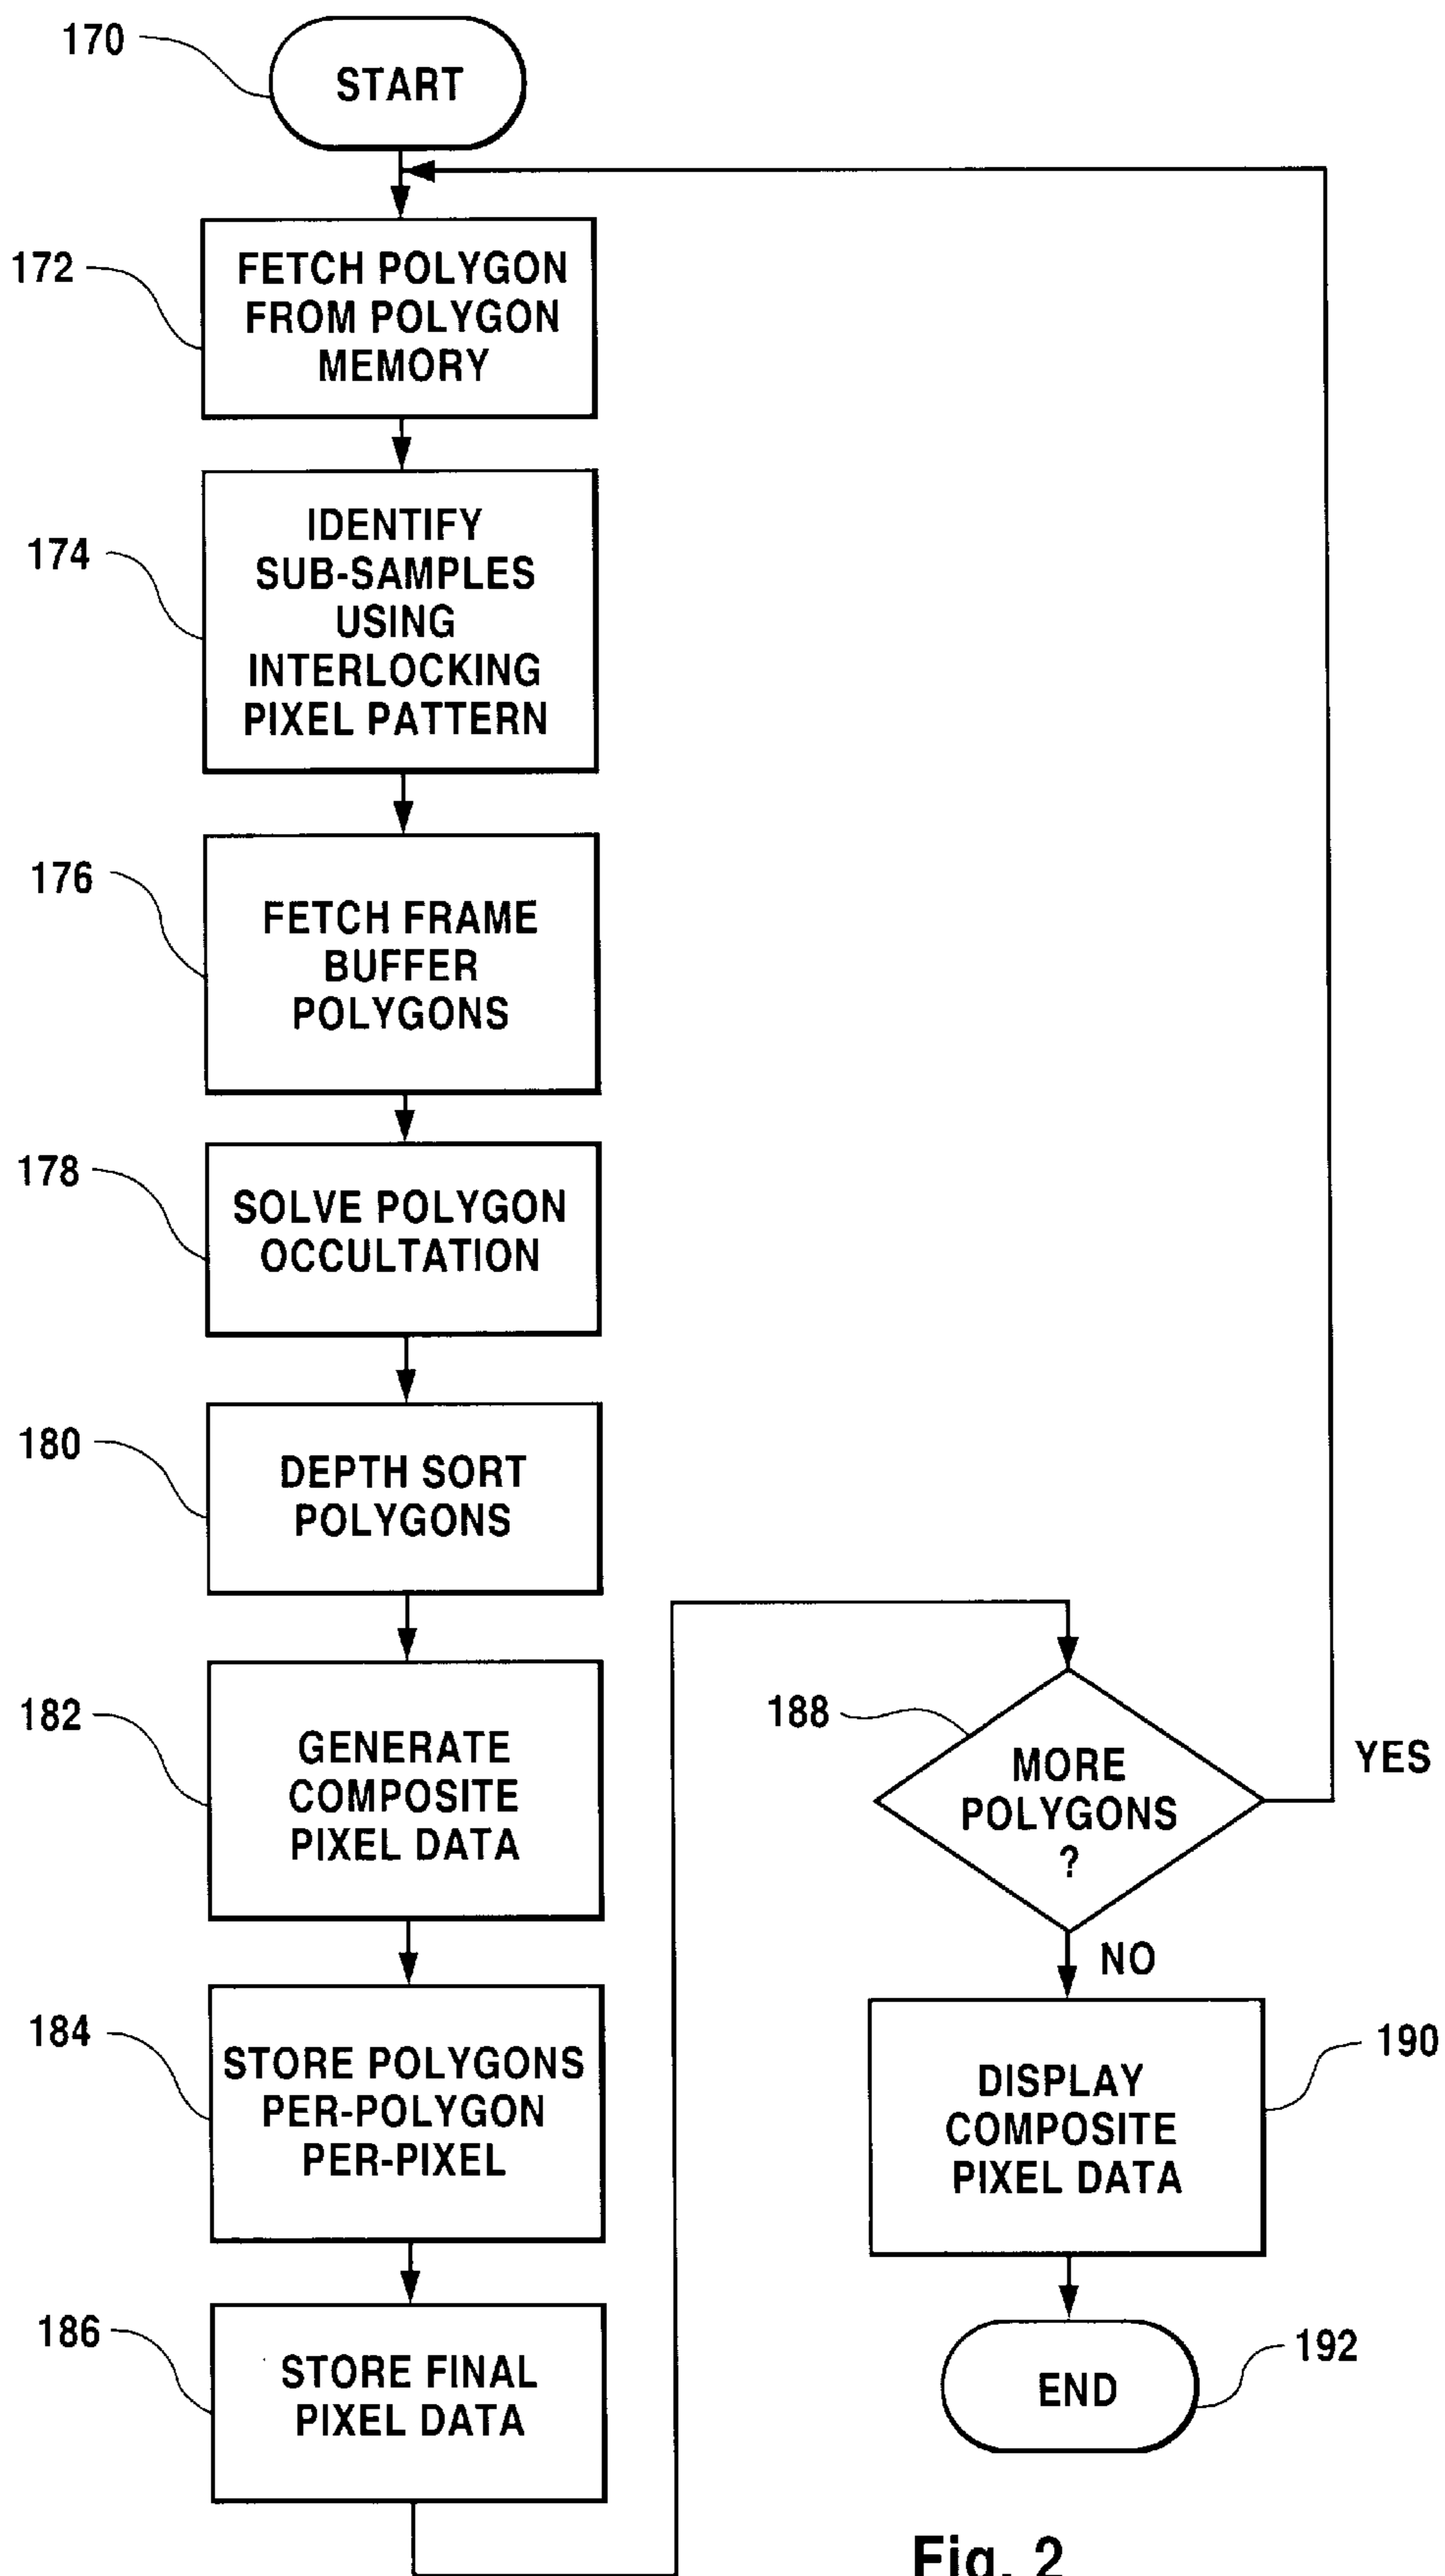 170
START
172
FETCH POLYGON
FROM POLYGON
MEMORY
174
IDENTIFY
SUB-SAMPLES
USING
INTERLOCKING
PIXEL PATTERN
176
FETCH FRAME
BUFFER
POLYGONS
178
SOLVE POLYGON
OCCULTATION
180
DEPTH SORT
POLYGONS
182
GENERATE
COMPOSITE
PIXEL DATA
184
STORE POLYGONS
PER-POLYGON
PER-PIXEL
186
STORE FINAL
PIXEL DATA
188
MORE
POLYGONS
?
YES
NO
190
DISPLAY
COMPOSITE
PIXEL DATA
192
END
Fig. 2